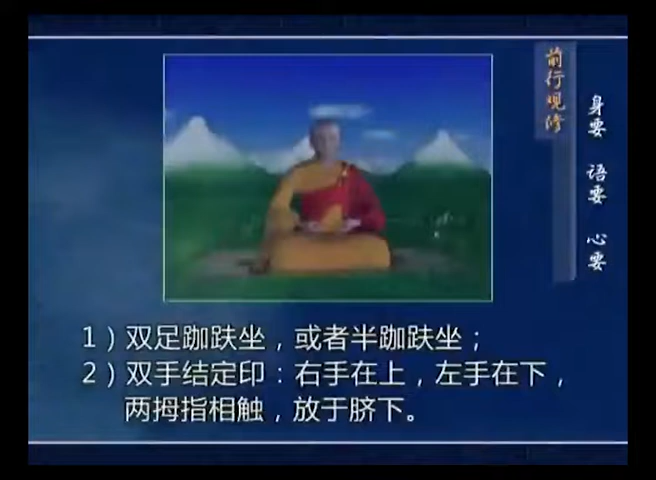 前行观修
身要 语要 心要
1）双足跏趺坐，或者半跏趺坐；
2）双手结定印：右手在上，左手在下，
两拇指相触，放于脐下。